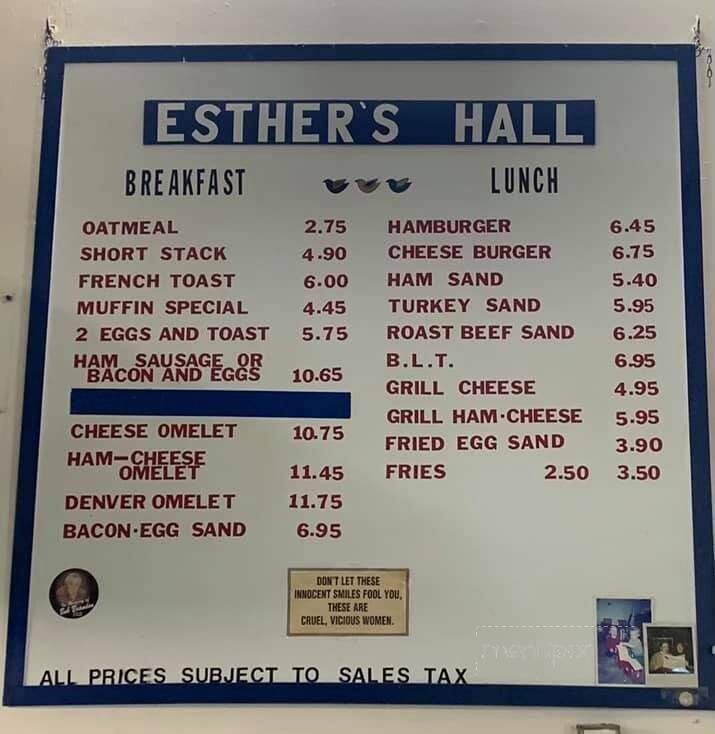 ESTHER'S HALL
BREAKFAST
OATMEAL 2.75
SHORT STACK 4.90
FRENCH TOAST 6.00
MUFFIN SPECIAL 4.45
2 EGGS AND TOAST 5.75
HAM SAUSAGE OR
BACON AND EGGS 10.65
CHEESE OMELET 10.75
HAM-CHEESE
OMELET 11.45
DENVER OMELET 11.75
BACON·EGG SAND 6.95
LUNCH
HAMBURGER 6.45
CHEESE BURGER 6.75
HAM SAND 5.40
TURKEY SAND 5.95
ROAST BEEF SAND 6.25
B.L.T. 6.95
GRILL CHEESE 4.95
GRILL HAM·CHEESE 5.95
FRIED EGG SAND 3.90
FRIES 2.50 3.50
DON'T LET THESE
INNOCENT SMILES FOOL YOU,
THESE ARE
CRUEL, VICIOUS WOMEN.
ALL PRICES SUBJECT TO SALES TAX